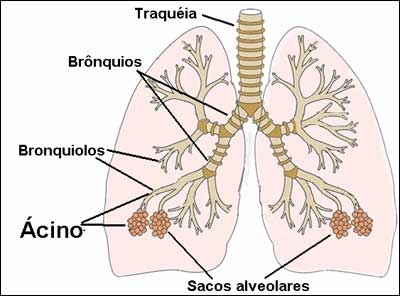 Traquéia
Brônquios
Bronquiolos
Ácino
Sacos alveolares